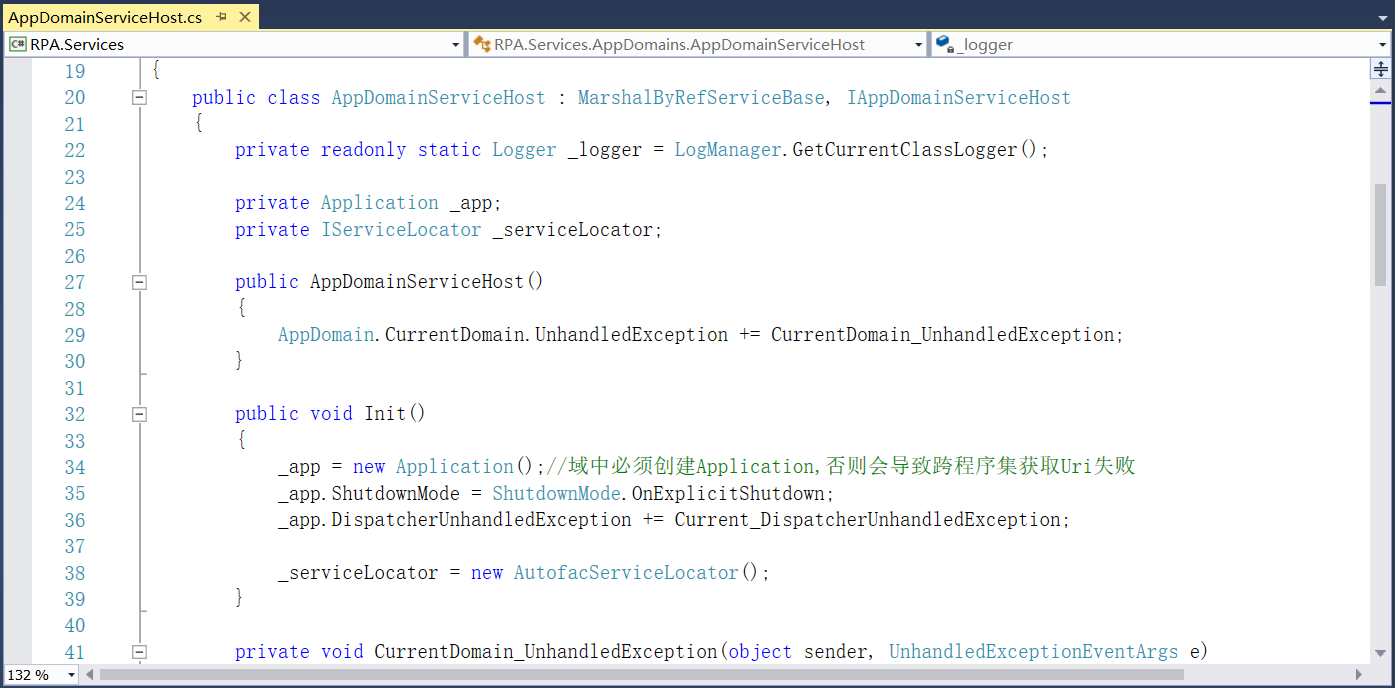 AppDomainServiceHost.cs
C# RPA.Services RPA.Services.AppDomains.AppDomainServiceHost _logger
19 {
20 public class AppDomainServiceHost : MarshalByRefServiceBase, IAppDomainServiceHost
21 {
22 private readonly static Logger _logger = LogManager.GetCurrentClassLogger();
23
24 private Application _app;
25 private IServiceLocator _serviceLocator;
26
27 public AppDomainServiceHost()
28 {
29 AppDomain.CurrentDomain.UnhandledException += CurrentDomain_UnhandledException;
30 }
31
32 public void Init()
33 {
34 _app = new Application();//域中必须创建Application,否则会导致跨程序集获取Uri失败
35 _app.ShutdownMode = ShutdownMode.OnExplicitShutdown;
36 _app.DispatcherUnhandledException += Current_DispatcherUnhandledException;
37
38 _serviceLocator = new AutofacServiceLocator();
39 }
40
41 private void CurrentDomain_UnhandledException(object sender, UnhandledExceptionEventArgs e)
132 %